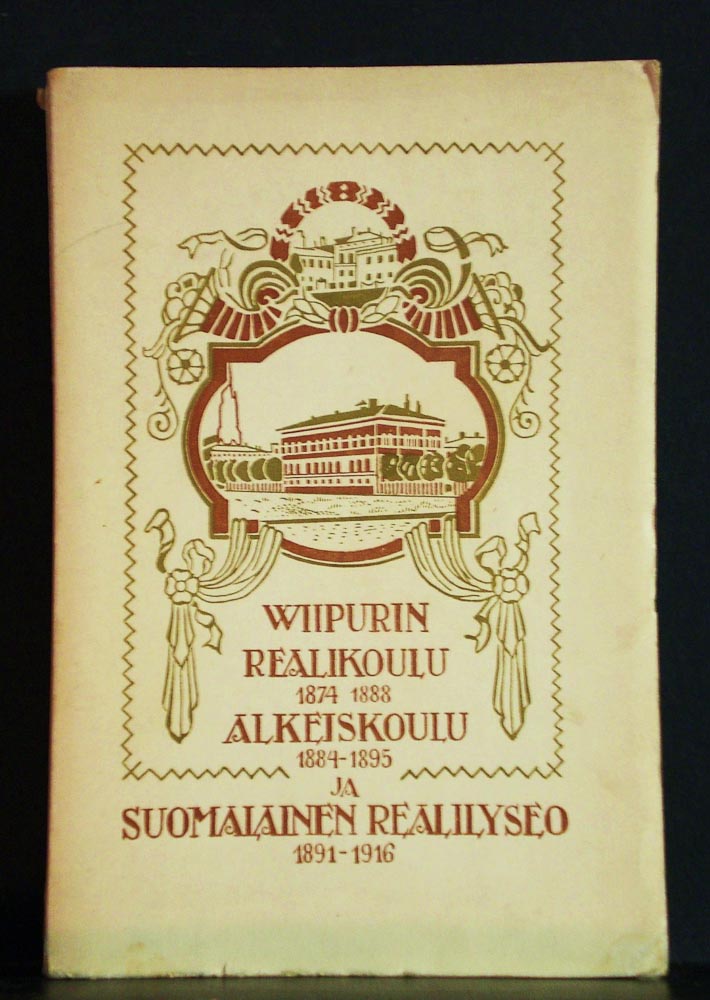 WIIPURIN
REALIKOULU
1874 1888
ALKEISKOULU
1884-1895
JA
SUOMALAINEN REALILYSEO
1891-1916